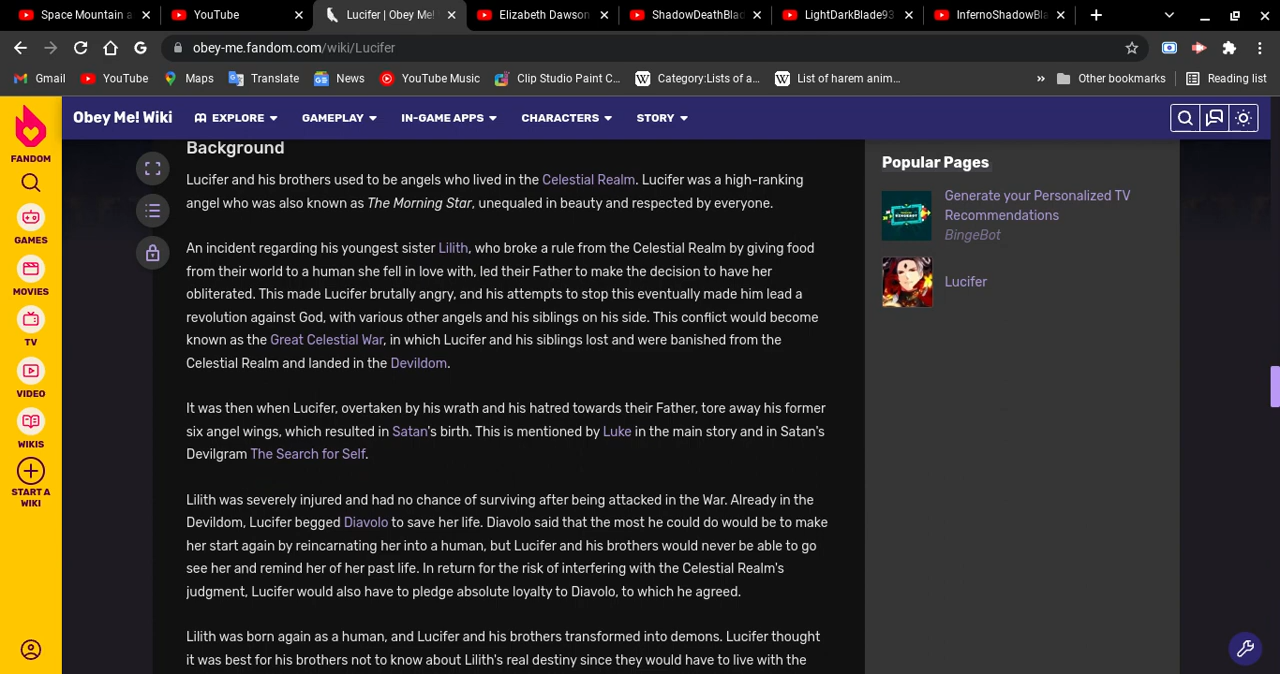 Space Mountain a
YouTube
Lucifer | Obey Me!
Elizabeth Dawson
ShadowDeathBlad
LightDarkBlade93
InfernoShadowBla
obey-me.fandom.com/wiki/Lucifer
Gmail
YouTube
Maps
Translate
News
YouTube Music
Clip Studio Paint C...
Category:Lists of a...
List of harem anim...
»
Other bookmarks
Reading list
FANDOM
GAMES
MOVIES
TV
VIDEO
WIKIS
START A
WIKI
Obey Me! Wiki
EXPLORE
GAMEPLAY
IN-GAME APPS
CHARACTERS
STORY
Background
Lucifer and his brothers used to be angels who lived in the Celestial Realm. Lucifer was a high-ranking
angel who was also known as The Morning Star, unequaled in beauty and respected by everyone.
An incident regarding his youngest sister Lilith, who broke a rule from the Celestial Realm by giving food
from their world to a human she fell in love with, led their Father to make the decision to have her
obliterated. This made Lucifer brutally angry, and his attempts to stop this eventually made him lead a
revolution against God, with various other angels and his siblings on his side. This conflict would become
known as the Great Celestial War, in which Lucifer and his siblings lost and were banished from the
Celestial Realm and landed in the Devildom.
It was then when Lucifer, overtaken by his wrath and his hatred towards their Father, tore away his former
six angel wings, which resulted in Satan's birth. This is mentioned by Luke in the main story and in Satan's
Devilgram The Search for Self.
Lilith was severely injured and had no chance of surviving after being attacked in the War. Already in the
Devildom, Lucifer begged Diavolo to save her life. Diavolo said that the most he could do would be to make
her start again by reincarnating her into a human, but Lucifer and his brothers would never be able to go
see her and remind her of her past life. In return for the risk of interfering with the Celestial Realm's
judgment, Lucifer would also have to pledge absolute loyalty to Diavolo, to which he agreed.
Lilith was born again as a human, and Lucifer and his brothers transformed into demons. Lucifer thought
it was best for his brothers not to know about Lilith's real destiny since they would have to live with the
Popular Pages
Generate your Personalized TV
Recommendations
BingeBot
Lucifer